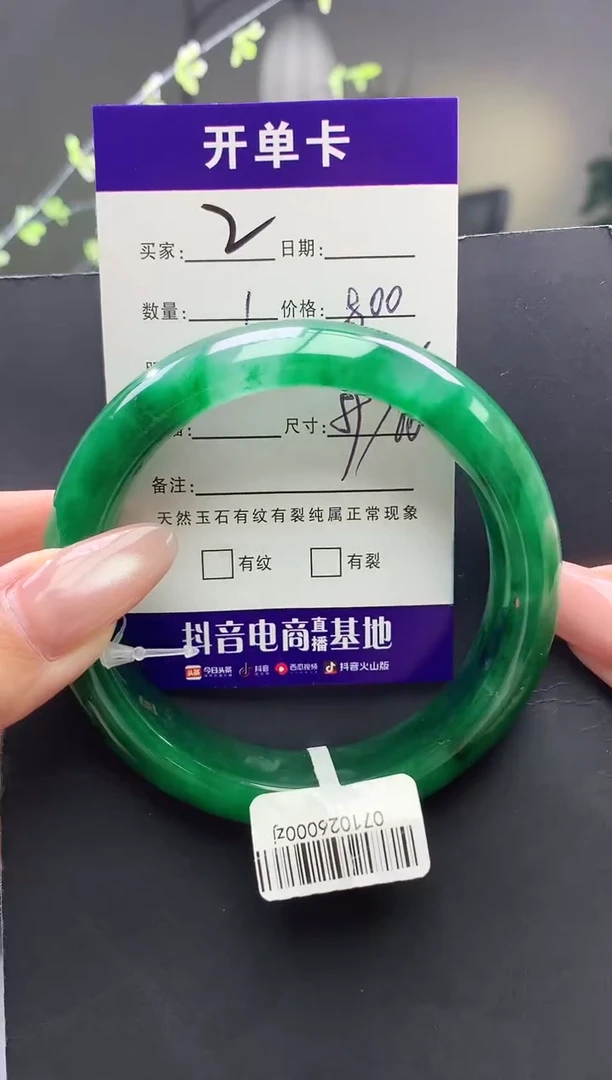 开单卡
买家: 2 日期:
数量: 1 价格: 800
尺寸:
备注:
天然玉石有纹有裂纯属正常现象
有纹 有裂
抖音电商直播基地
头条 今日头条 抖音 西瓜视频 抖音火山版
071026000zj